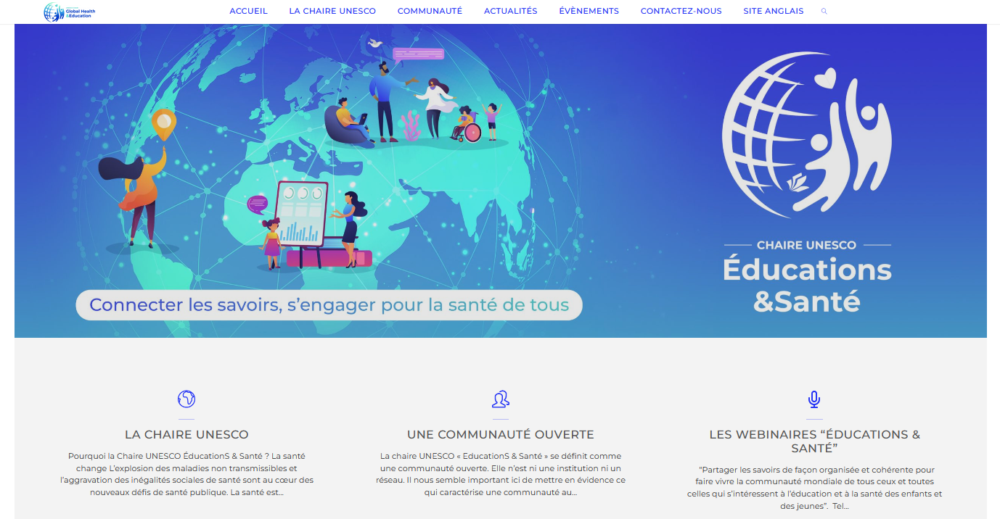 Global Health
&Education
ACCUEIL
LA CHAIRE UNESCO
COMMUNAUTÉ
ACTUALITÉS
ÉVÈNEMENTS
CONTACTEZ-NOUS
SITE ANGLAIS
CHAIRE UNESCO
Éducations
&Santé
Connecter les savoirs, s’engager pour la santé de tous
LA CHAIRE UNESCO
Pourquoi la Chaire UNESCO ÉducationS & Santé ? La santé
change L’explosion des maladies non transmissibles et
l’aggravation des inégalités sociales de santé sont au cœur des
nouveaux défis de santé publique. La santé est...
UNE COMMUNAUTÉ OUVERTE
La chaire UNESCO « EducationS & Santé » se définit comme
une communauté ouverte. Elle n’est ni une institution ni un
réseau. Il nous semble important ici de mettre en évidence ce
qui caractérise une communauté au...
LES WEBINAIRES “ÉDUCATIONS &
SANTÉ”
“Partager les savoirs de façon organisée et cohérente pour
faire vivre la communauté mondiale de tous ceux et toutes
celles qui s’intéressent à l’éducation et à la santé des enfants et
des jeunes”. Tel...